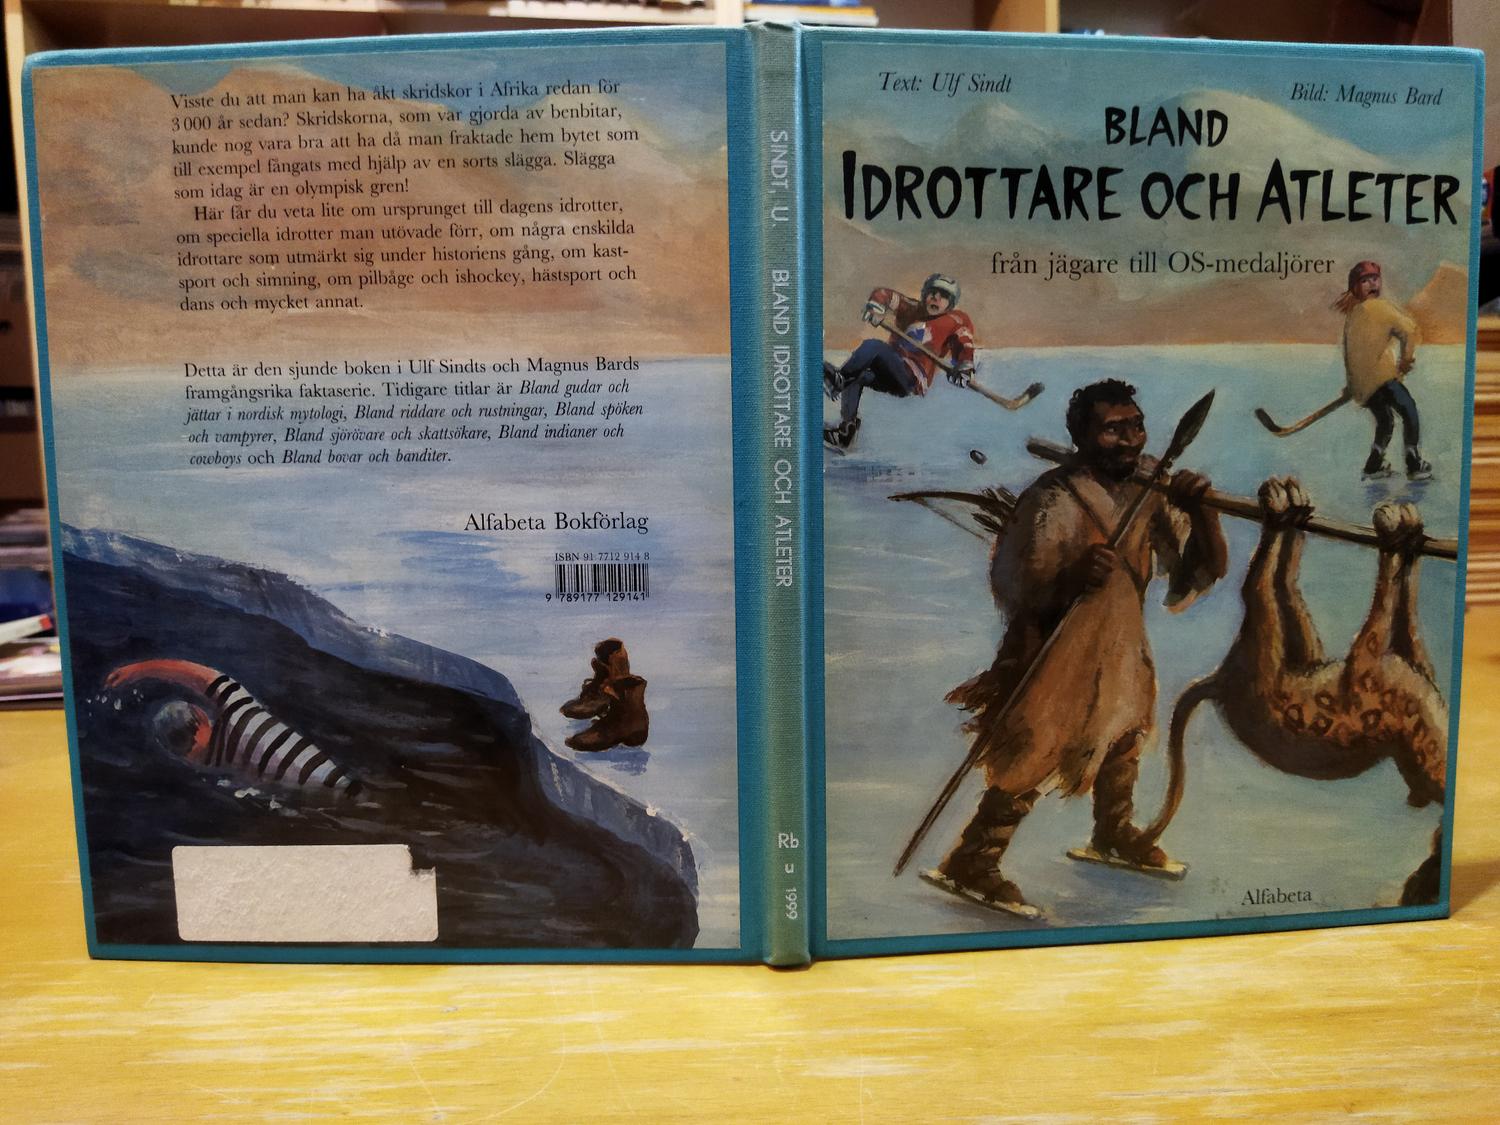 Visste du att man kan ha åkt skridskor i Afrika redan för
3 000 år sedan? Skridskorna, som var gjorda av benbitar,
kunde nog vara bra att ha då man fraktade hem bytet som
till exempel fångats med hjälp av en sorts slägga. Slägga
som idag är en olympisk gren!
Här får du veta lite om ursprunget till dagens idrotter,
om speciella idrotter man utövade förr, om några enskilda
idrottare som utmärkt sig under historiens gång, om kast-
sport och simning, om pilbåge och ishockey, hästsport och
dans och mycket annat.
Detta är den sjunde boken i Ulf Sindts och Magnus Bards
framgångsrika faktaserie. Tidigare titlar är Bland gudar och
jättar i nordisk mytologi, Bland riddare och rustningar, Bland spöken
och vampyrer, Bland sjörövare och skattsökare, Bland indianer och
cowboys och Bland bovar och banditer.
Alfabeta Bokförlag
ISBN 91 7712 914 8
9 789177 129141
SINDT, U. BLAND IDROTTARE OCH ATLETER
Rb
u 1999
Text: Ulf Sindt
Bild: Magnus Bard
BLAND
IDROTTARE OCH ATLETER
från jägare till OS-medaljörer
Alfabeta